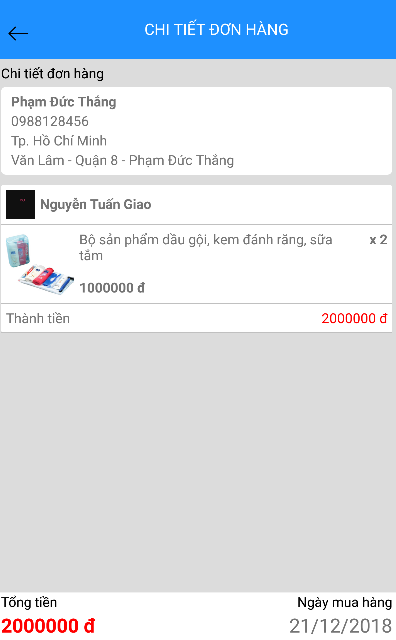 CHI TIẾT ĐƠN HÀNG
Chi tiết đơn hàng
Phạm Đức Thắng
0988128456
Tp. Hồ Chí Minh
Văn Lâm - Quận 8 - Phạm Đức Thắng
Nguyễn Tuấn Giao
Bộ sản phẩm dầu gội, kem đánh răng, sữa x 2
tắm
1000000 đ
Thành tiền 2000000 đ
Tổng tiền Ngày mua hàng
2000000 đ 21/12/2018